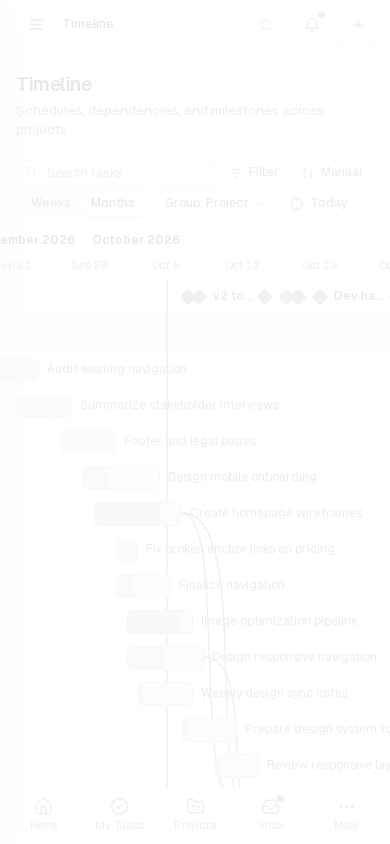 Timeline
Timeline
Schedules, dependencies, and milestones across
projects.
Search tasks
Filter
Manual
Weeks
Months
Group: Project
Today
ember 2026
October 2026
ep 21
Sep 28
Oct 5
Oct 12
Oct 19
v2 to...
Dev ha...
Audit existing navigation
Summarize stakeholder interviews
Footer and legal pages
Design mobile onboarding
Create homepage wireframes
Fix broken anchor links on pricing
Finalize navigation
Image optimization pipeline
Design responsive navigation
Weekly design sync notes
Prepare design system to
Review responsive lay
Home
My Tasks
Projects
Inbox
More